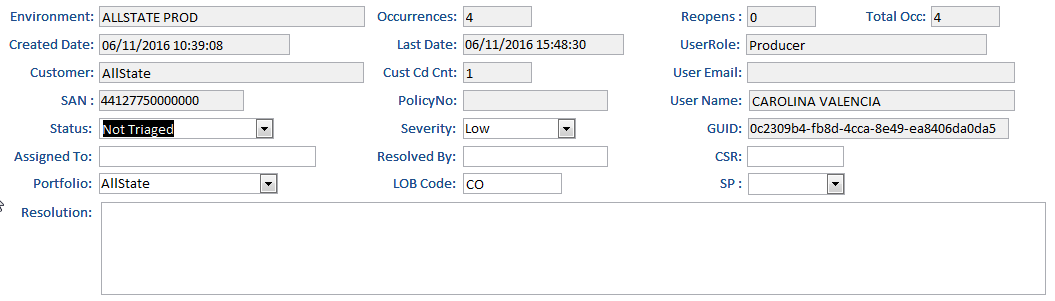 Environment: ALLSTATE PROD Occurrences: 4 Reopens : 0 Total Occ: 4
Created Date: 06/11/2016 10:39:08 Last Date: 06/11/2016 15:48:30 UserRole: Producer
Customer: AllState Cust Cd Cnt: 1 User Email:
SAN : 44127750000000 PolicyNo: User Name: CAROLINA VALENCIA
Status: Not Triaged Severity: Low GUID: 0c2309b4-fb8d-4cca-8e49-ea8406da0da5
Assigned To: Resolved By: CSR:
Portfolio: AllState LOB Code: CO SP :
Resolution: